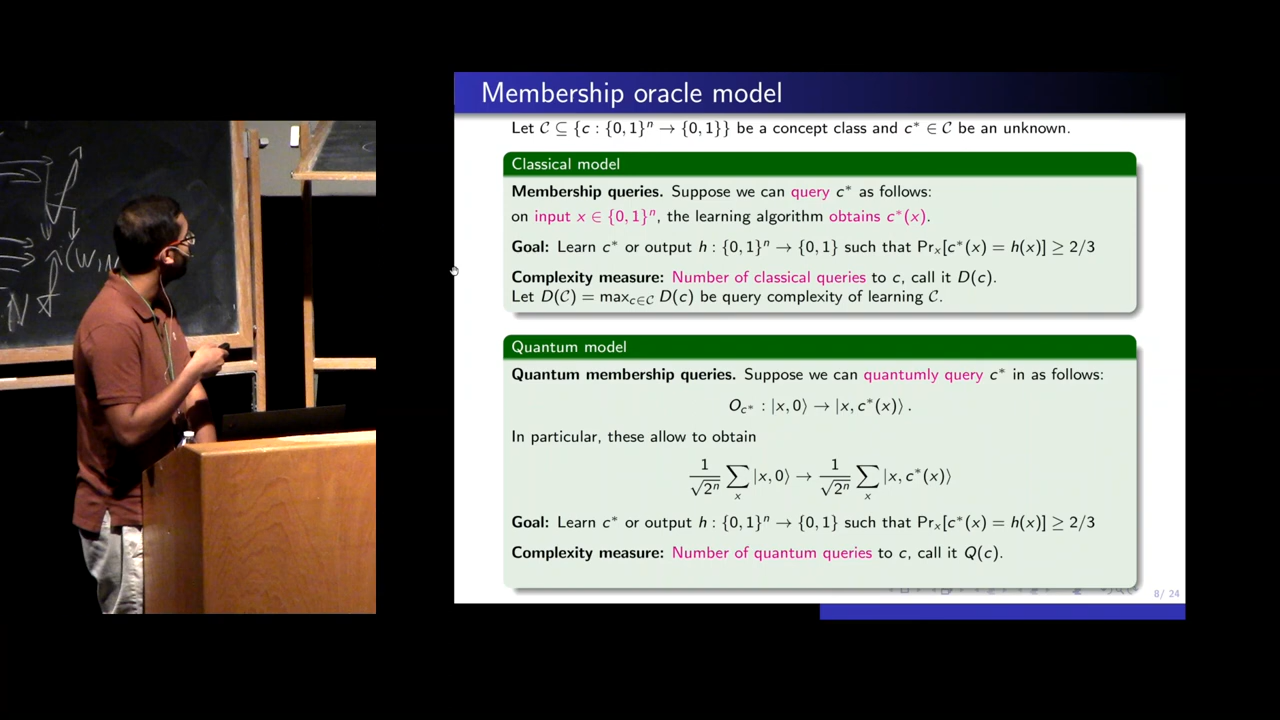 Membership oracle model
Let 𝒞 ⊆ {c : {0, 1}ⁿ → {0, 1}} be a concept class and c* ∈ 𝒞 be an unknown.
Classical model
Membership queries. Suppose we can query c* as follows:
on input x ∈ {0, 1}ⁿ, the learning algorithm obtains c*(x).
Goal: Learn c* or output h : {0, 1}ⁿ → {0, 1} such that Prₓ[c*(x) = h(x)] ≥ 2/3
Complexity measure: Number of classical queries to c, call it D(c).
Let D(𝒞) = max_{c∈𝒞} D(c) be query complexity of learning 𝒞.
Quantum model
Quantum membership queries. Suppose we can quantumly query c* in as follows:
O_{c*} : |x, 0⟩ → |x, c*(x)⟩ .
In particular, these allow to obtain
1/√2ⁿ ∑ₓ |x, 0⟩ → 1/√2ⁿ ∑ₓ |x, c*(x)⟩
Goal: Learn c* or output h : {0, 1}ⁿ → {0, 1} such that Prₓ[c*(x) = h(x)] ≥ 2/3
Complexity measure: Number of quantum queries to c, call it Q(c).
8/ 24